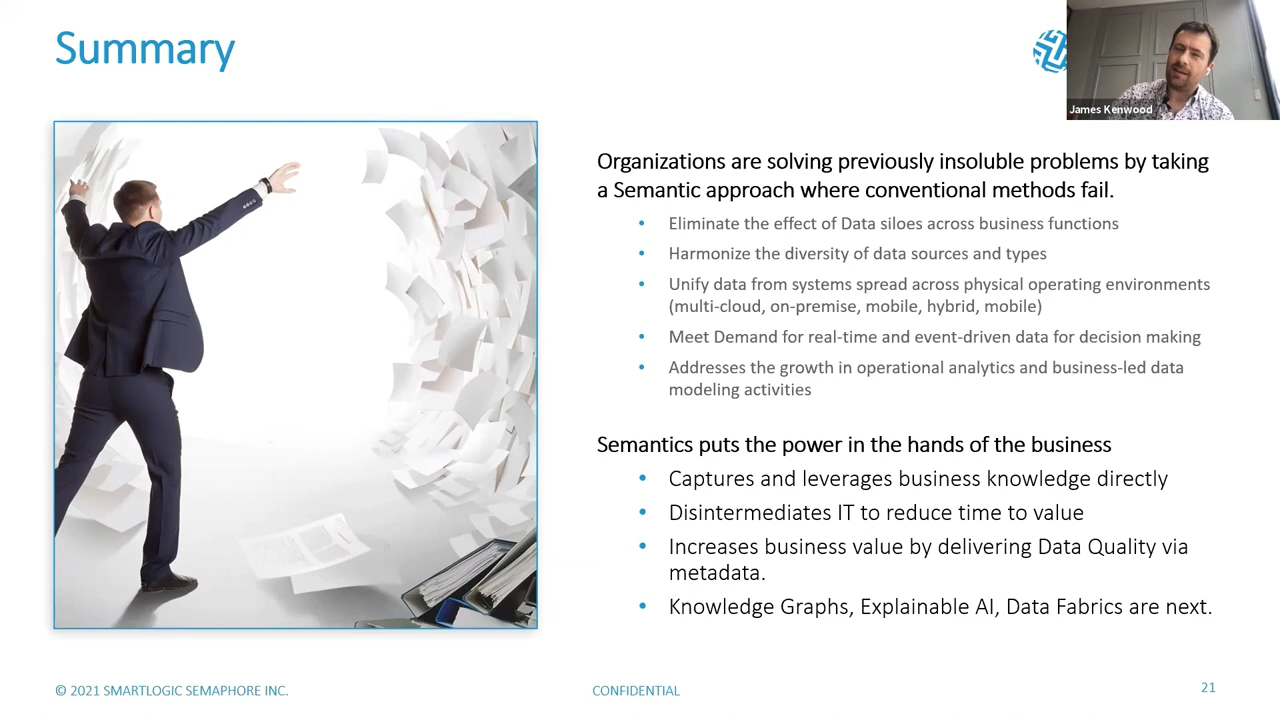 Summary
James Kenwood
Organizations are solving previously insoluble problems by taking
a Semantic approach where conventional methods fail.
• Eliminate the effect of Data siloes across business functions
• Harmonize the diversity of data sources and types
• Unify data from systems spread across physical operating environments
(multi-cloud, on-premise, mobile, hybrid, mobile)
• Meet Demand for real-time and event-driven data for decision making
• Addresses the growth in operational analytics and business-led data
modeling activities
Semantics puts the power in the hands of the business
• Captures and leverages business knowledge directly
• Disintermediates IT to reduce time to value
• Increases business value by delivering Data Quality via
metadata.
• Knowledge Graphs, Explainable AI, Data Fabrics are next.
© 2021 SMARTLOGIC SEMAPHORE INC.
CONFIDENTIAL
21